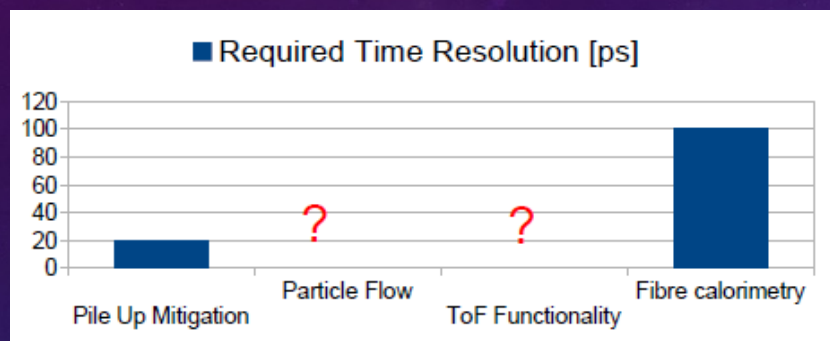 Required Time Resolution [ps]
120
100
80
60
40
20
0
?
?
Particle Flow
Fibre calorimetry
Pile Up Mitigation
ToF Functionality